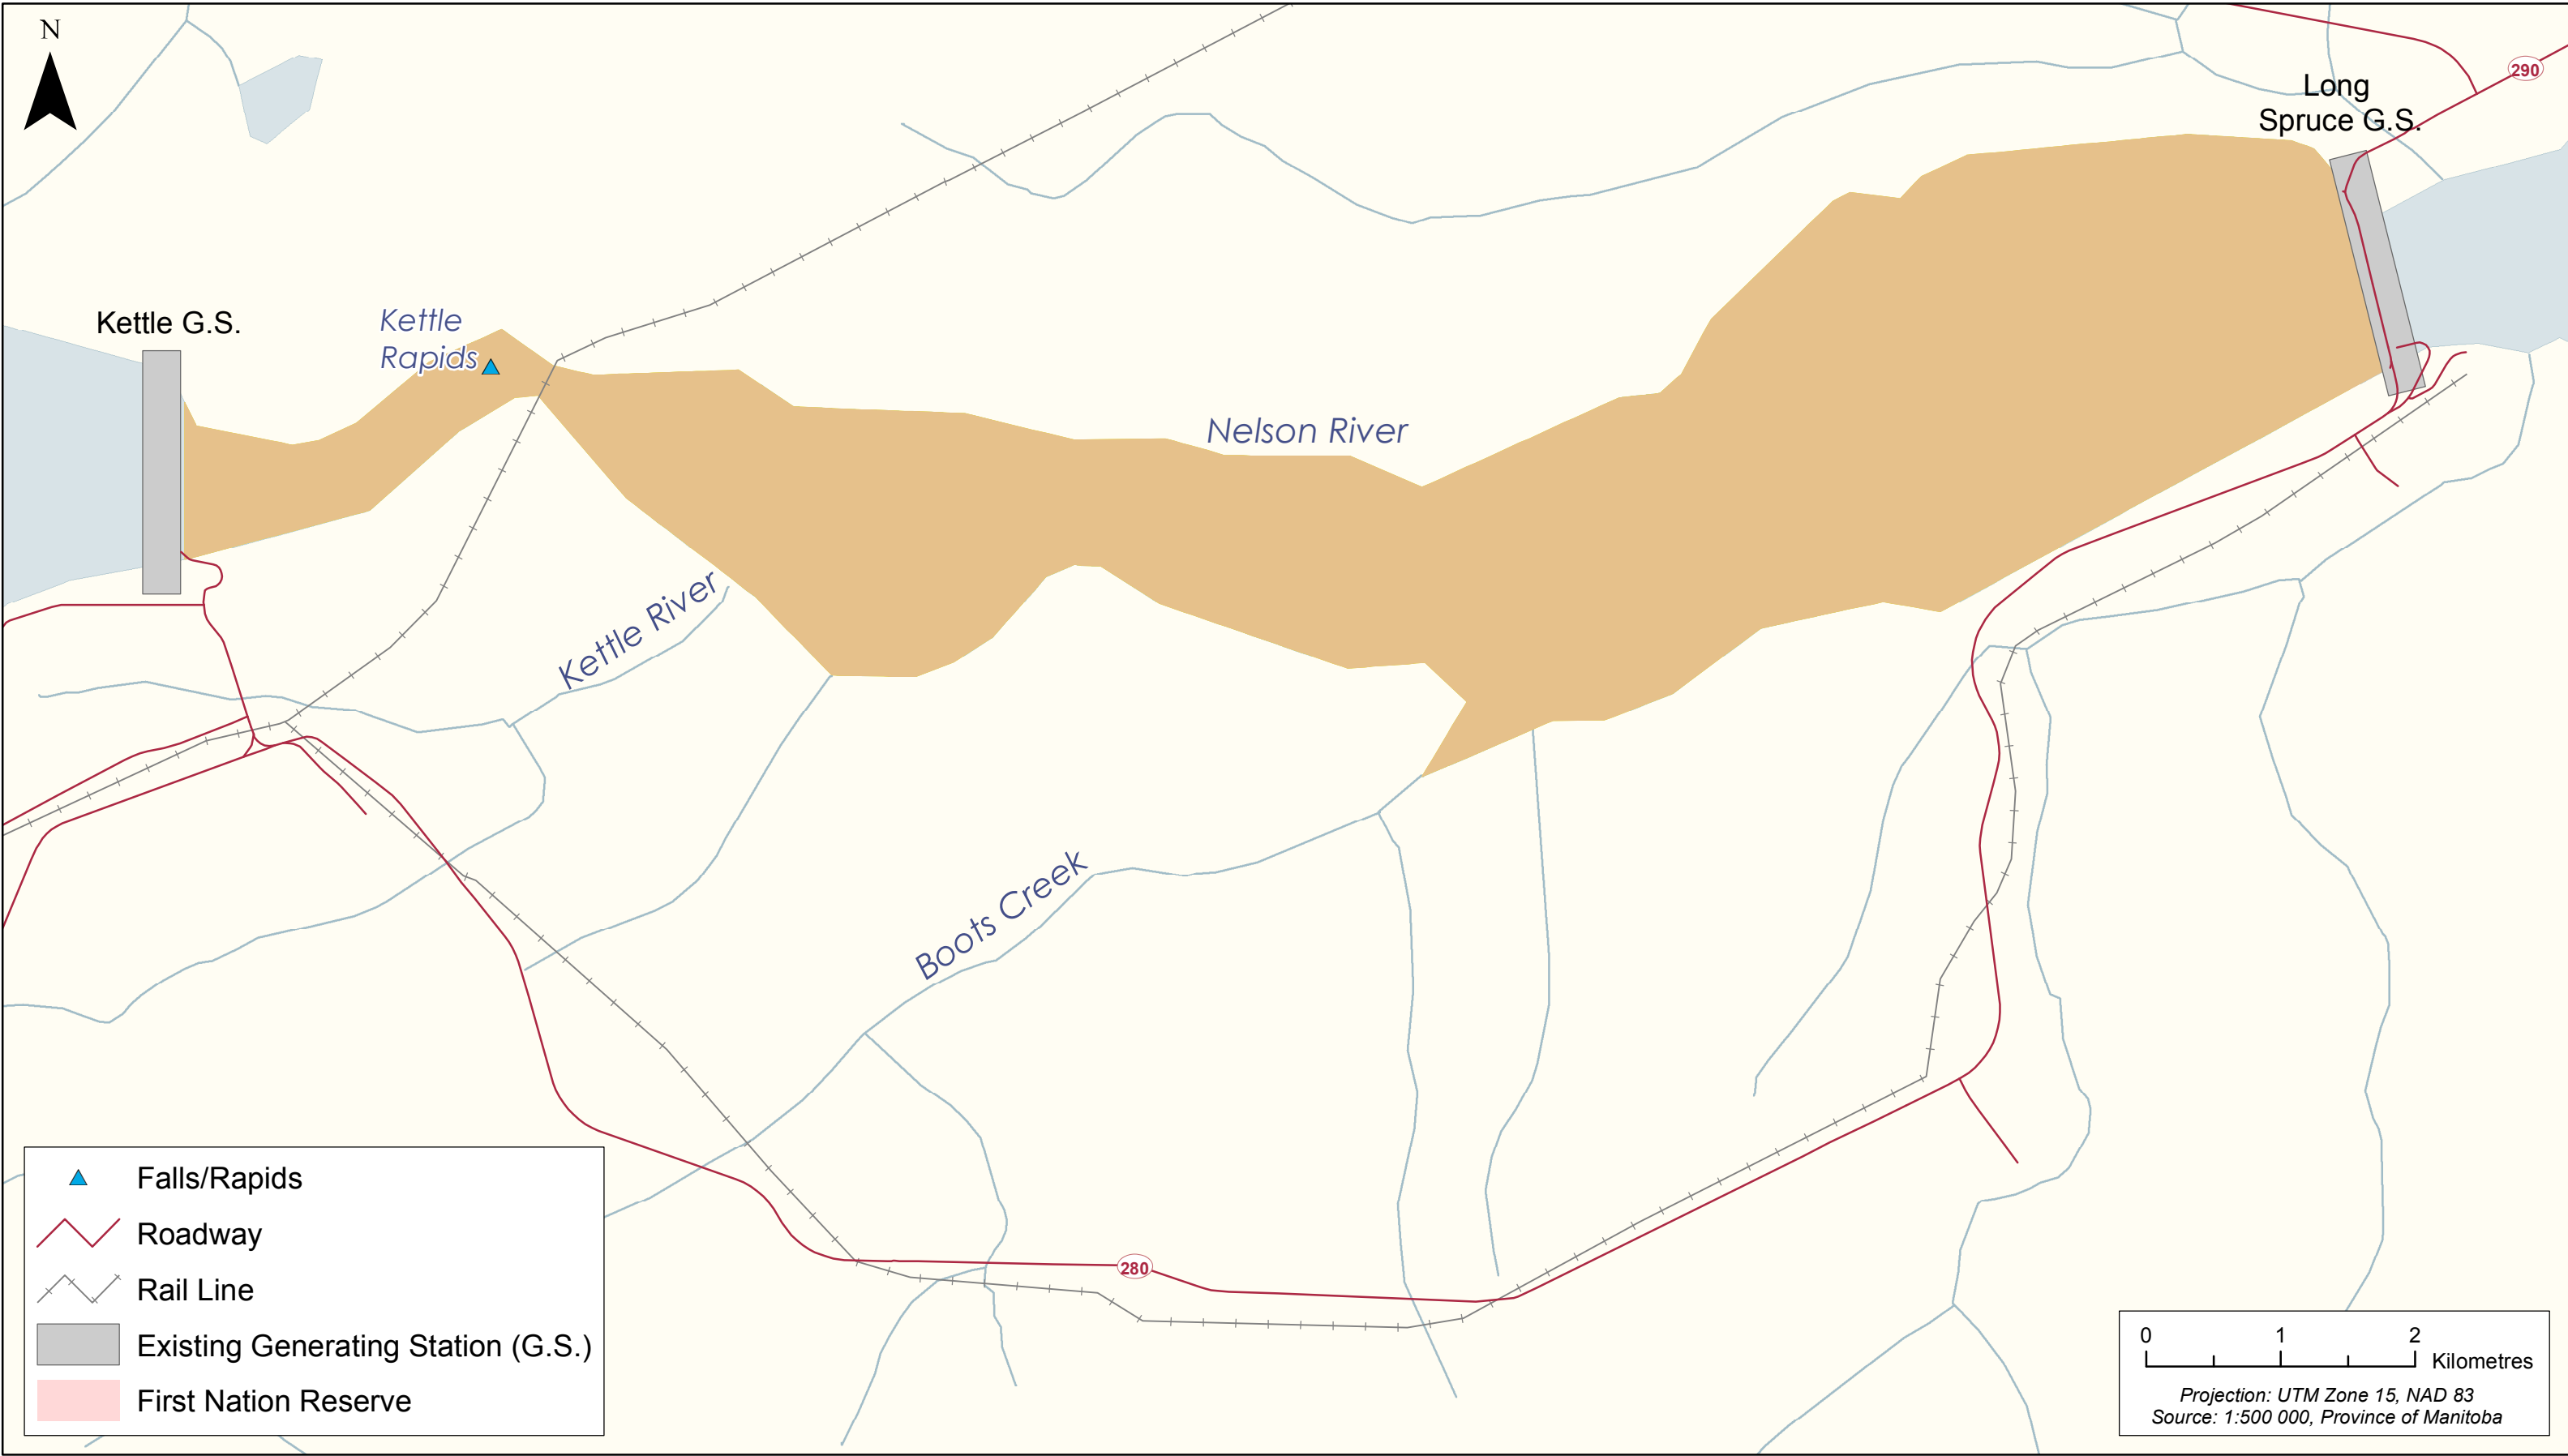 N
290
Long
Spruce G.S.
Kettle G.S.
Kettle
Rapids
Nelson River
Kettle River
Boots Creek
280
Falls/Rapids
Roadway
Rail Line
Existing Generating Station (G.S.)
First Nation Reserve
0 1 2
Kilometres
Projection: UTM Zone 15, NAD 83
Source: 1:500 000, Province of Manitoba